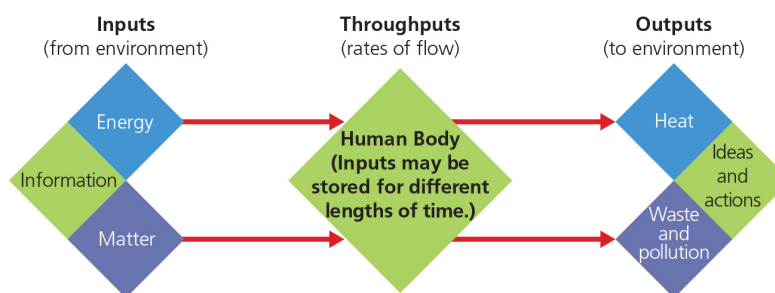 Inputs
(from environment)
Throughputs
(rates of flow)
Outputs
(to environment)
Energy
Information
Matter
Human Body
(Inputs may be
stored for different
lengths of time.)
Heat
Ideas
and
actions
Waste
and
pollution